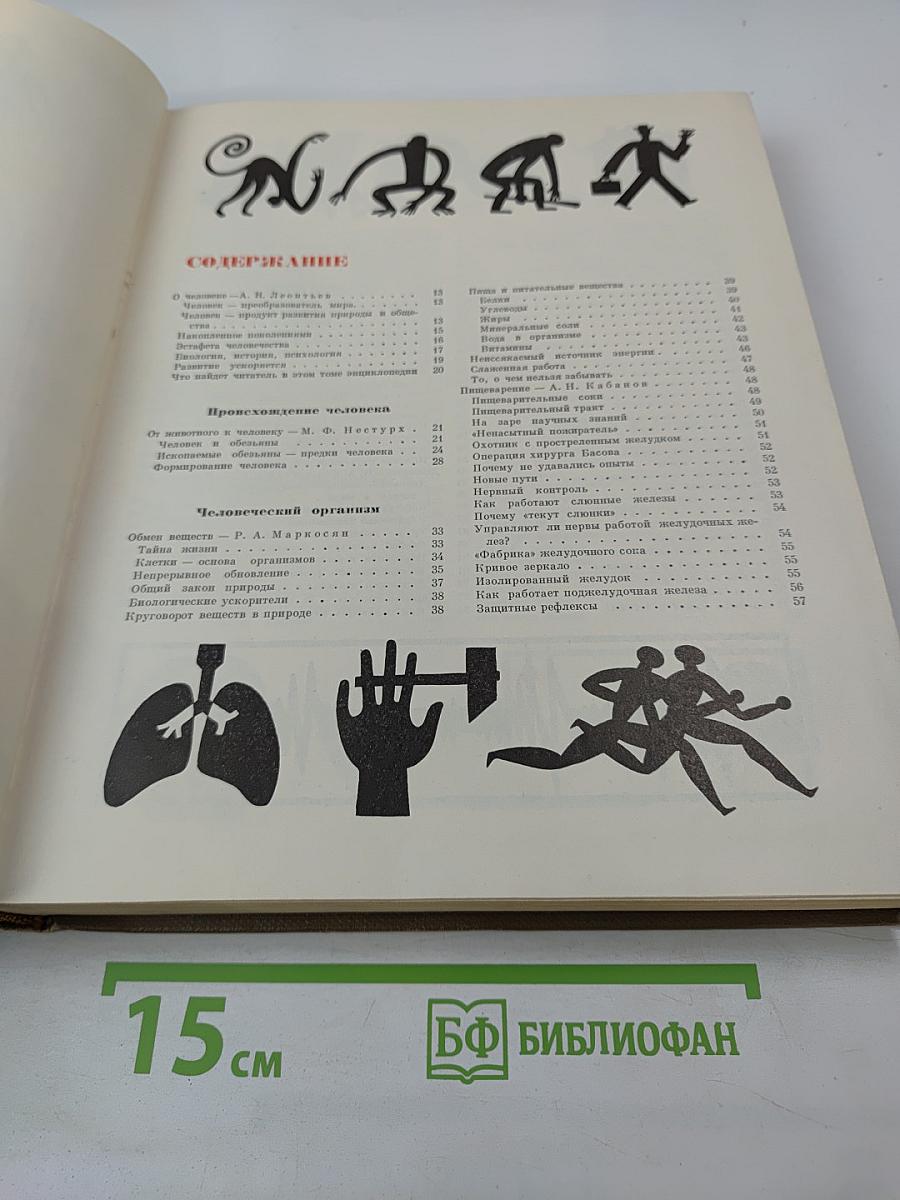 СОДЕРЖАНИЕ
О человеке — А. Н. Леонтьев . . . . . . . . 13
Человек — преобразователь мира. . . . . . . 13
Человек — продукт развития природы и обще-
ства . . . . . . . . . . . . . . . . . 13
Накопленное поколениями . . . . . . . . . 15
Эстафета человечества . . . . . . . . . . 16
Биология, история, психология . . . . . . . 17
Развитие ускоряется . . . . . . . . . . . 19
Что найдет читатель в этом томе энциклопедии 20
Происхождение человека
От животного к человеку — М. Ф. Нестурх . 21
Человек и обезьяны . . . . . . . . . . 21
Ископаемые обезьяны — предки человека . . 24
Формирование человека . . . . . . . . . . 28
Человеческий организм
Обмен веществ — Р. А. Маркосян . . . . . 33
Тайна жизни . . . . . . . . . . . . . . 33
Клетки — основа организмов . . . . . . . 34
Непрерывное обновление . . . . . . . . . 35
Общий закон природы . . . . . . . . . . 37
Биологические ускорители . . . . . . . . . 38
Круговорот веществ в природе . . . . . . . 38
Пища и питательные вещества . . . . . . . 39
Белки . . . . . . . . . . . . . . . . 39
Углеводы . . . . . . . . . . . . . . . 40
Жиры . . . . . . . . . . . . . . . . 41
Минеральные соли . . . . . . . . . . . 42
Вода в организме . . . . . . . . . . . 43
Витамины . . . . . . . . . . . . . . . 43
Неиссякаемый источник энергии . . . . . . . 46
Слаженная работа . . . . . . . . . . . . 47
То, о чем нельзя забывать . . . . . . . . . 48
Пищеварение — А. Н. Кабанов . . . . . . . 48
Пищеварительные соки . . . . . . . . . . 48
Пищеварительный тракт . . . . . . . . . . 49
На заре научных знаний . . . . . . . . . 50
«Ненасытный пожиратель» . . . . . . . . . 51
Охотник с простреленным желудком . . . . . 51
Операция хирурга Басова . . . . . . . . . 52
Почему не удавались опыты . . . . . . . . 52
Новые пути . . . . . . . . . . . . . . 52
Нервный контроль . . . . . . . . . . . . 53
Как работают слюнные железы . . . . . . . 53
Почему «текут слюнки» . . . . . . . . . . 54
Управляют ли нервы работой желудочных же-
лез? . . . . . . . . . . . . . . . . . 54
«Фабрика» желудочного сока . . . . . . . . 55
Кривое зеркало . . . . . . . . . . . . . 55
Изолированный желудок . . . . . . . . . . 55
Как работает поджелудочная железа . . . . . 56
Защитные рефлексы . . . . . . . . . . . 57
15 см
БФ БИБЛИОФАН